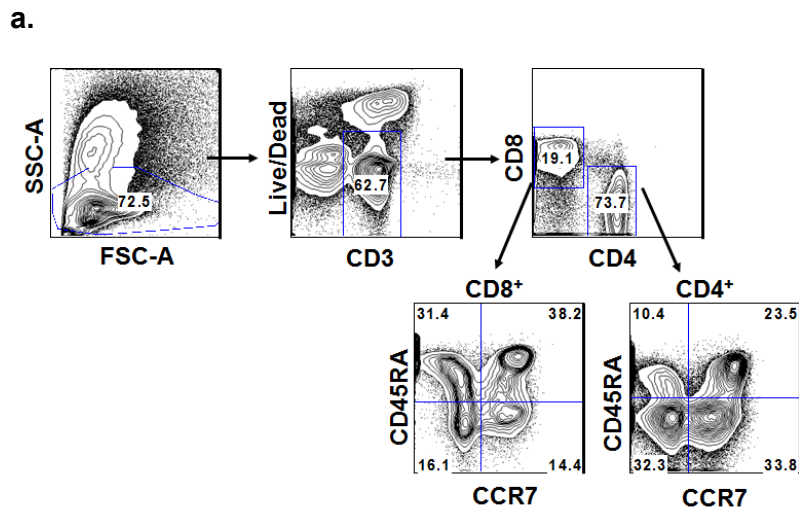 a.
SSC-A
72.5
FSC-A
Live/Dead
62.7
CD3
CD8
19.1
73.7
CD4
CD8+
31.4
38.2
CD45RA
16.1
14.4
CCR7
CD4+
10.4
23.5
CD45RA
32.3
33.8
CCR7